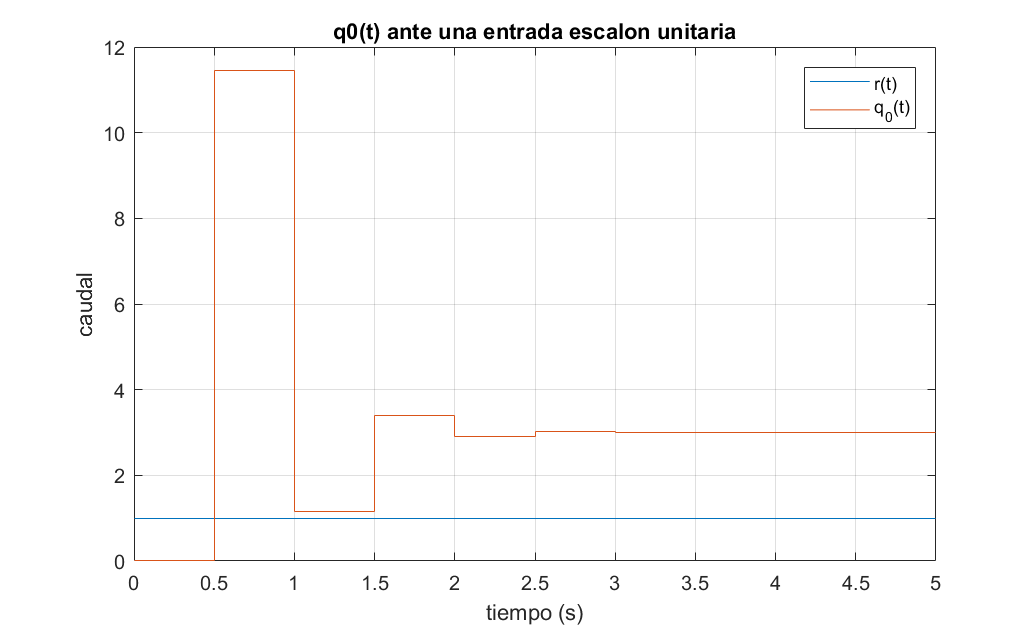 q0(t) ante una entrada escalon unitaria
12
10
8
6
4
2
0
caudal
r(t)
q0(t)
0 0.5 1 1.5 2 2.5 3 3.5 4 4.5 5
tiempo (s)